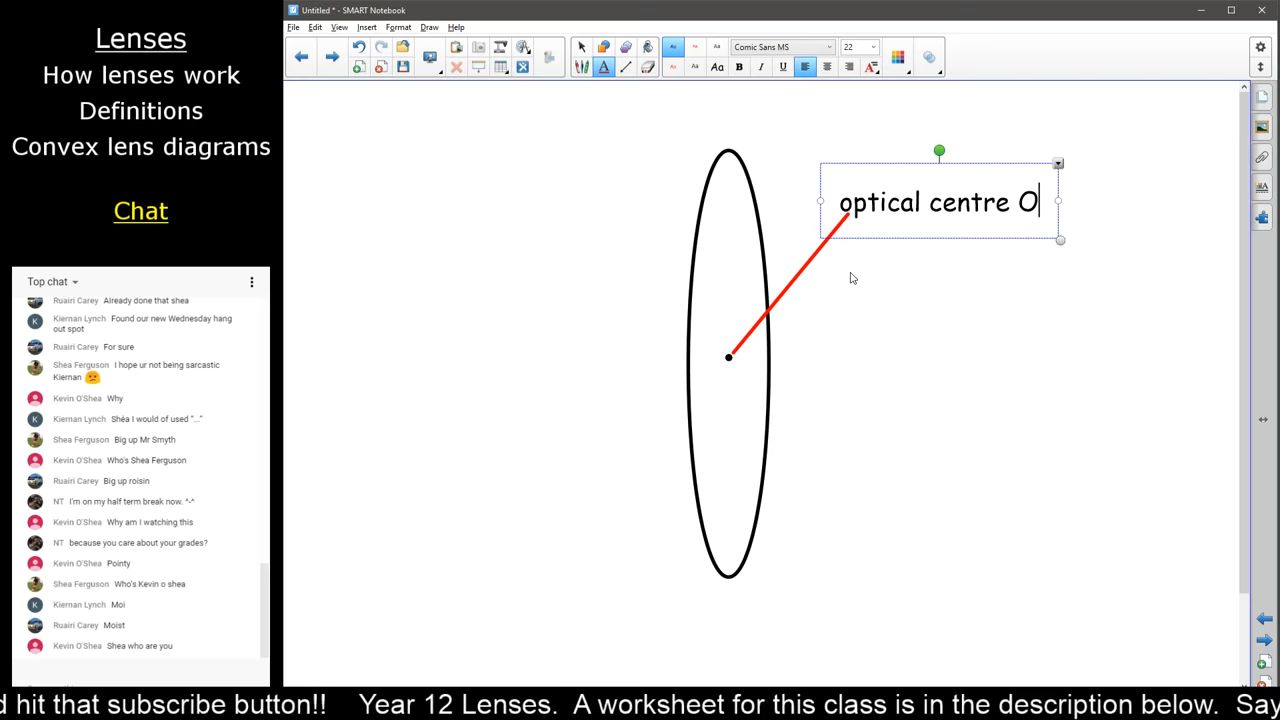 Lenses
How lenses work
Definitions
Convex lens diagrams
Chat
Top chat
Ruairi Carey Already done that shea
Kiernan Lynch Found our new Wednesday hang
out spot
Ruairi Carey For sure
Shea Ferguson I hope ur not being sarcastic
Kiernan
Kevin O'Shea Why
Kiernan Lynch Shéa I would of used "..."
Shea Ferguson Big up Mr Smyth
Kevin O'Shea Who's Shea Ferguson
Ruairi Carey Big up roisin
NT I'm on my half term break now. ^-^
Kevin O'Shea Why am I watching this
NT because you care about your grades?
Kevin O'Shea Pointy
Shea Ferguson Who's Kevin o shea
Kiernan Lynch Moi
Ruairi Carey Moist
Kevin O'Shea Shea who are you
Untitled * - SMART Notebook
File Edit View Insert Format Draw Help
Comic Sans MS 22
optical centre O
d hit that subscribe button!! Year 12 Lenses. A worksheet for this class is in the description below. Say